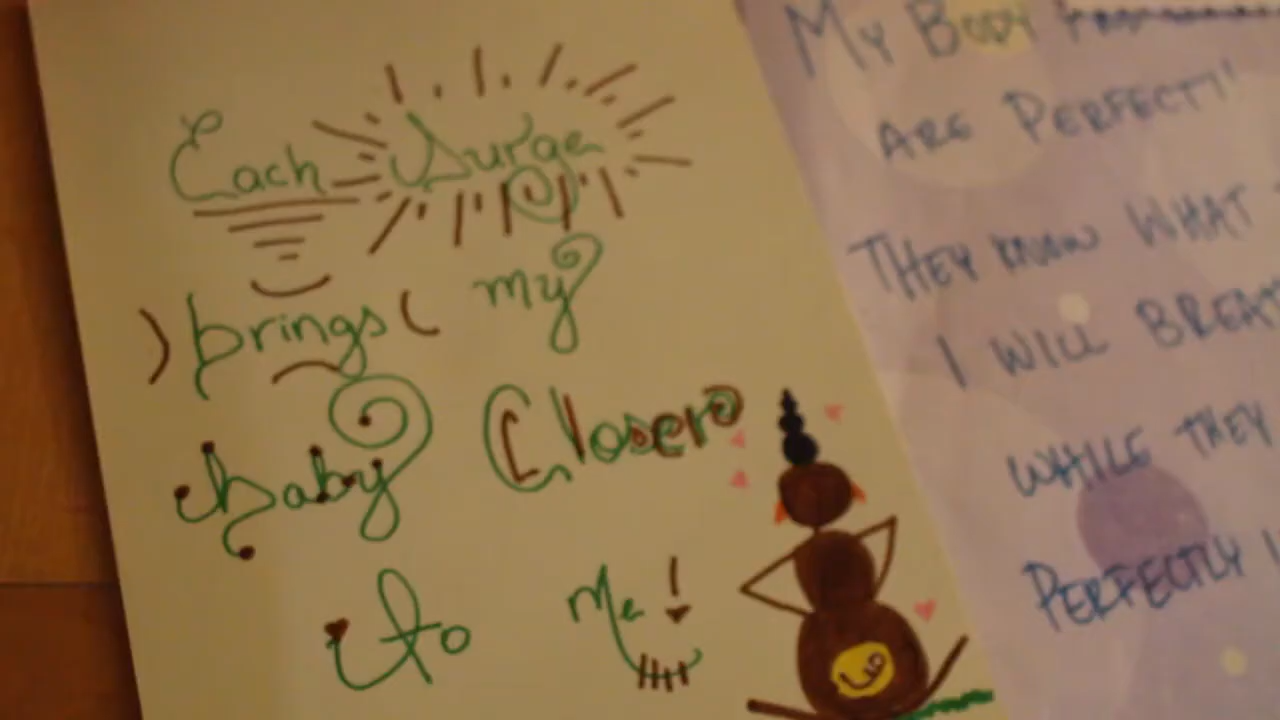 Each Surge
brings my
baby Closer
to Me!
My Body
ARE PERFECT!
THEY KNOW WHAT
I WILL
WHILE THEY
PERFECTLY